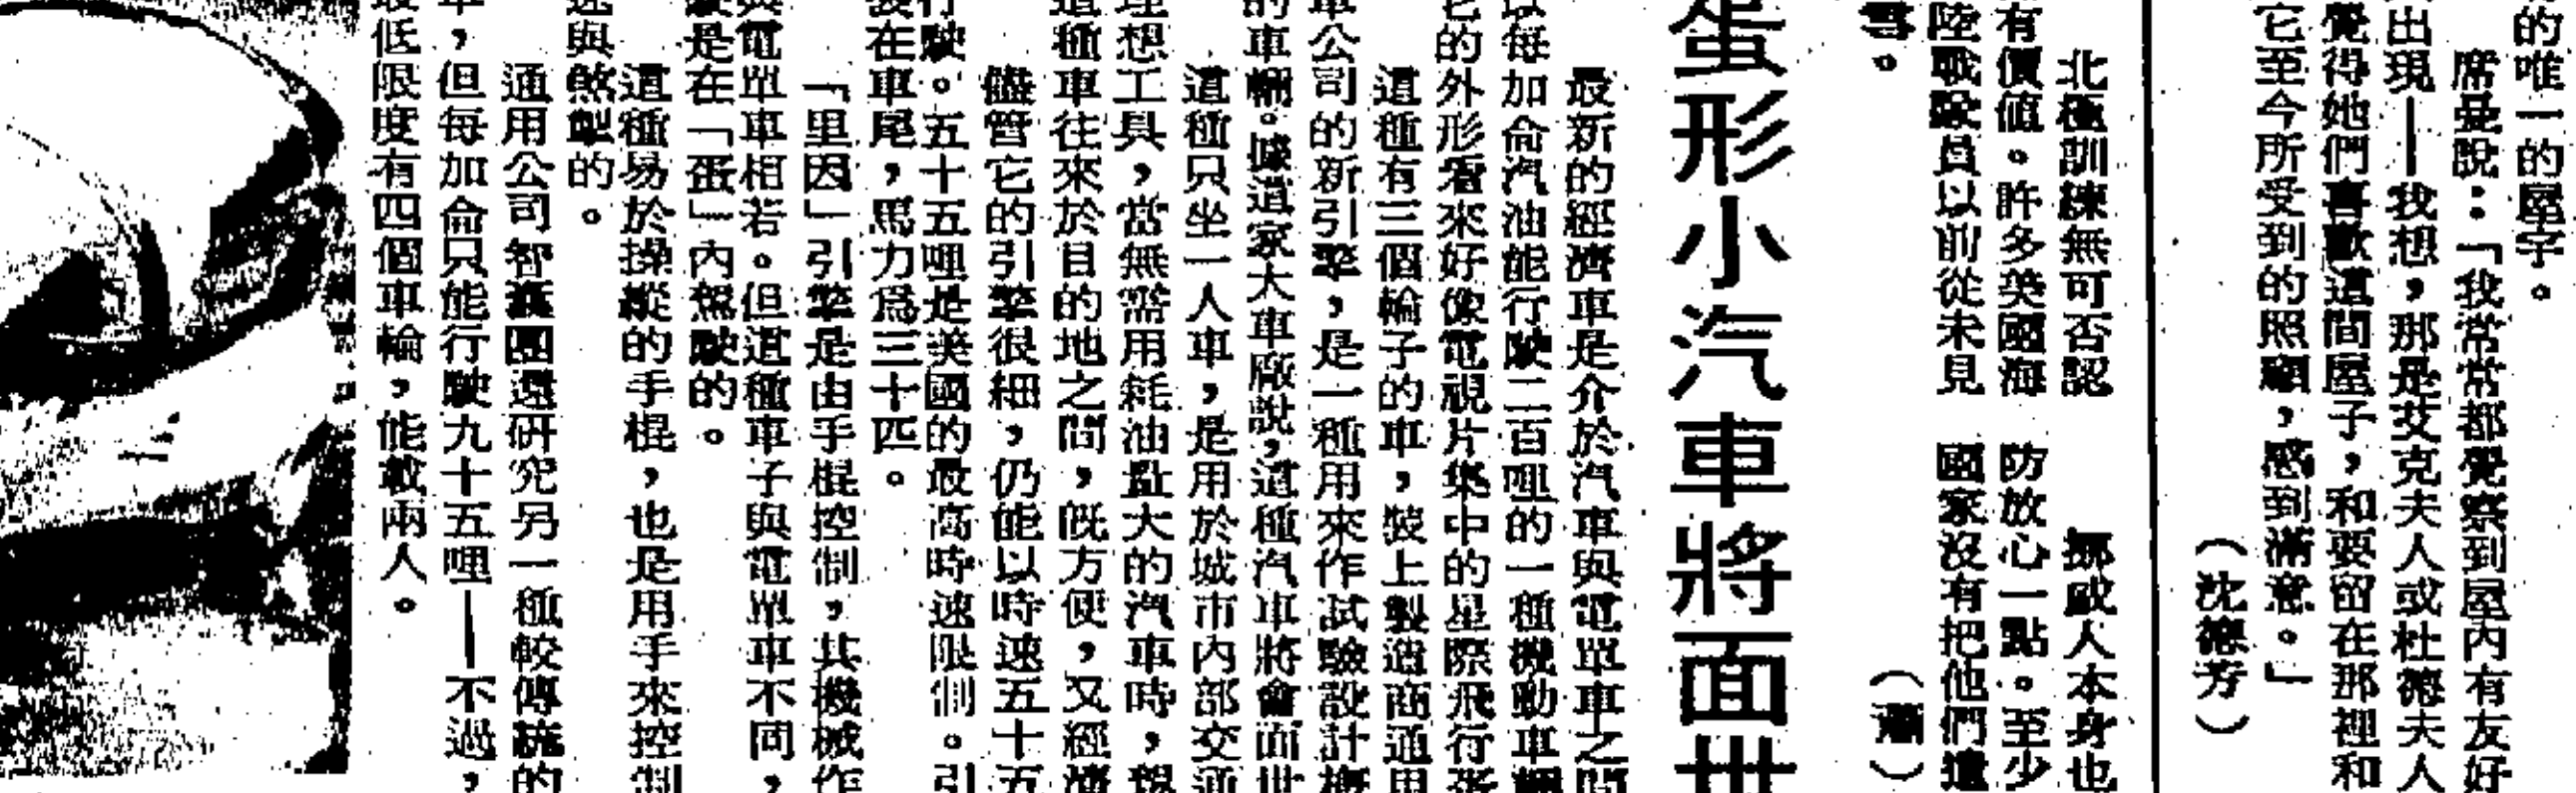 的唯一的屋宇。
席曼說：「我常常都覺察到屋內有友好
出現——我想，那是艾克夫人或杜德夫人
覺得她們喜歡這間屋子，和要留在那裡和
它至今所受到的照顧，感到滿意。」
（沈德芳）
北極訓練無可否認
有價值。許多美國海
陸戰隊員以前從未見
雪。
挪威人本身也
防放心一點。至少
國家沒有把他們遺
（蕭）
蛋形小汽車將面世
最新的經濟車是介於汽車與電單車之間
以每加侖汽油能行駛二百哩的一種機動車輛
它的外形看來好像電視片集中的星際飛行蛋
這種有三個輪子的車，裝上製造商通用
車公司的新引擎，是一種用來作試驗設計概
的車輛。據這家大車廠說，這種汽車將會面世
這種只坐一人車，是用於城市內部交通
理想工具，當無需用耗油量大的汽車時，
這種車往來於目的地之間，既方便，又經濟
儘管它的引擎很細，仍能以時速五十五
行駛。五十五哩是美國的最高時速限制。引
裝在車尾，馬力為三十匹。
「里因」引擎是由手棍控制，其機械作
與電單車相若。但這種車子與電單車不同，
駛是在「蛋」內駕駛的。
這種易於操縱的手棍，也是用手來控制
速與煞掣的。
通用公司智囊團還研究另一種較傳統的
車，但每加侖只能行駛九十五哩——不過，
最低限度有四個車輪，能載兩人。